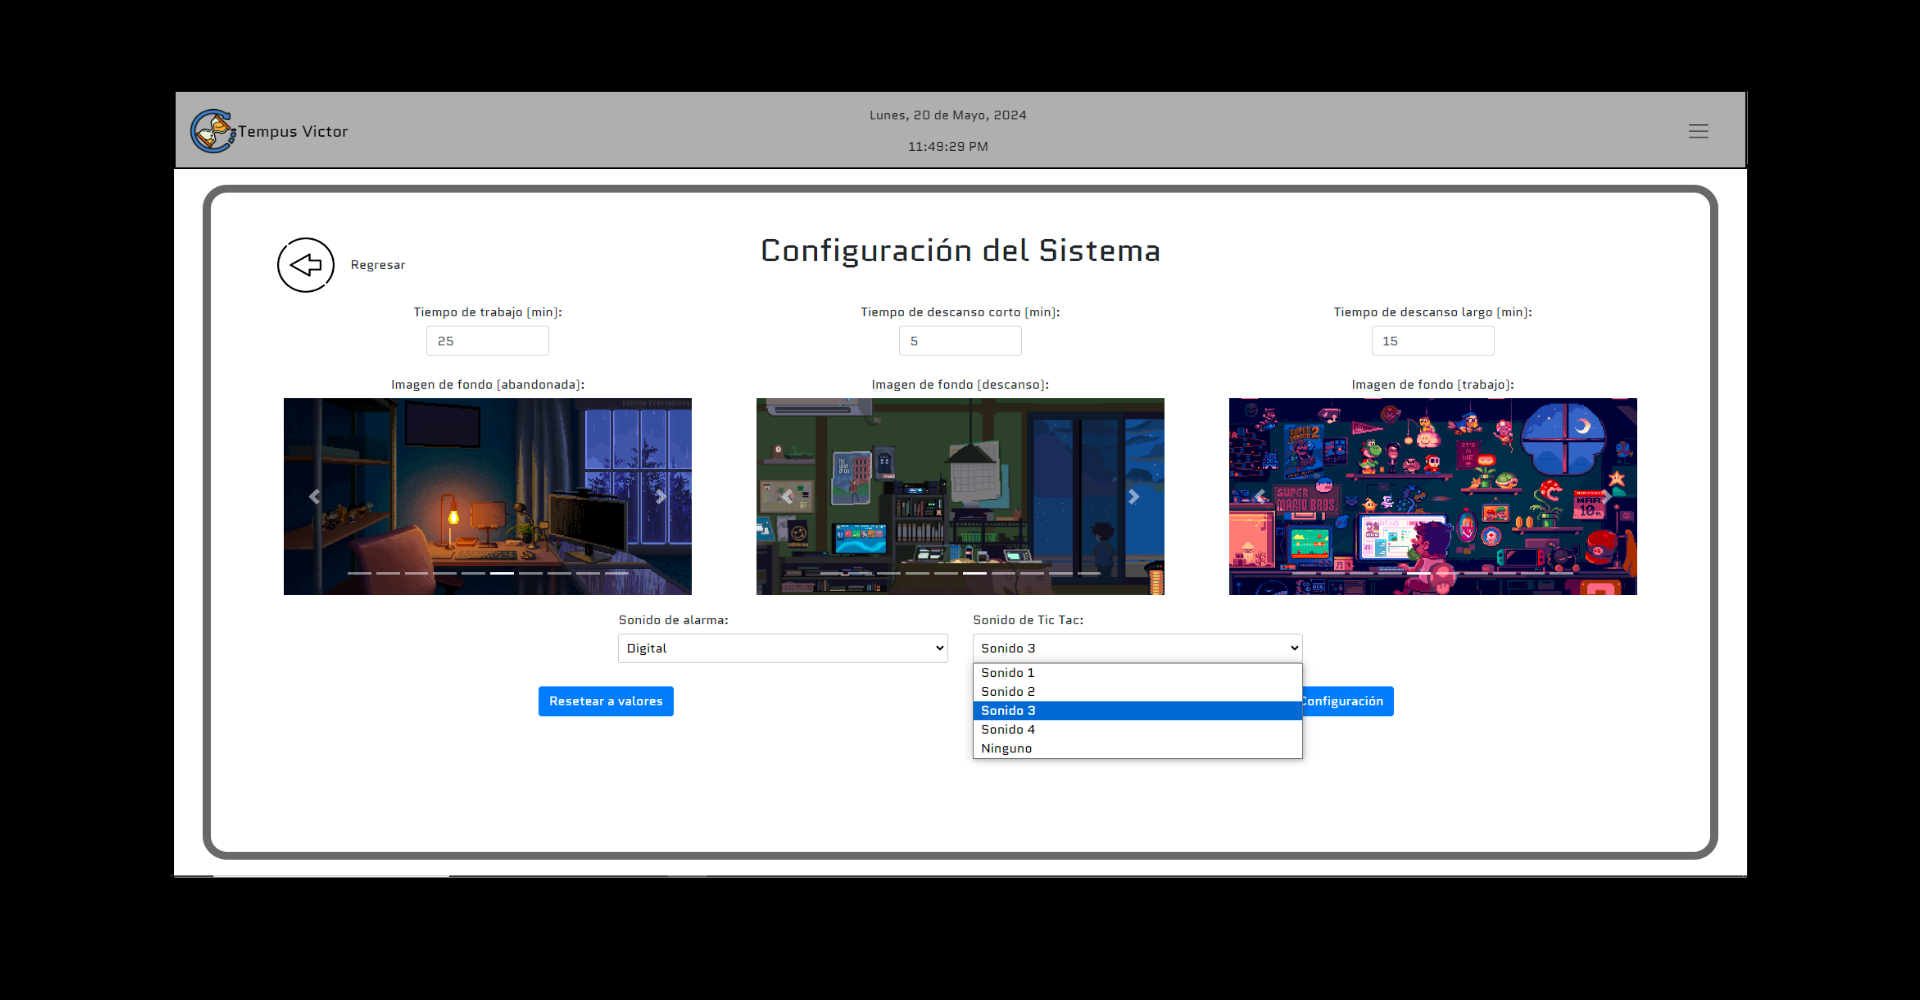 Tempus Victor
Lunes, 20 de Mayo, 2024
11:49:29 PM
Regresar
Configuración del Sistema
Tiempo de trabajo (min):
25
Tiempo de descanso corto (min):
5
Tiempo de descanso largo (min):
15
Imagen de fondo (abandonada):
Imagen de fondo (descanso):
Imagen de fondo (trabajo):
SUPER
MARIO BROS.
MAR
10
Sonido de alarma:
Digital
Sonido de Tic Tac:
Sonido 3
Sonido 1
Sonido 2
Sonido 3
Sonido 4
Ninguno
Resetear a valores
Configuración